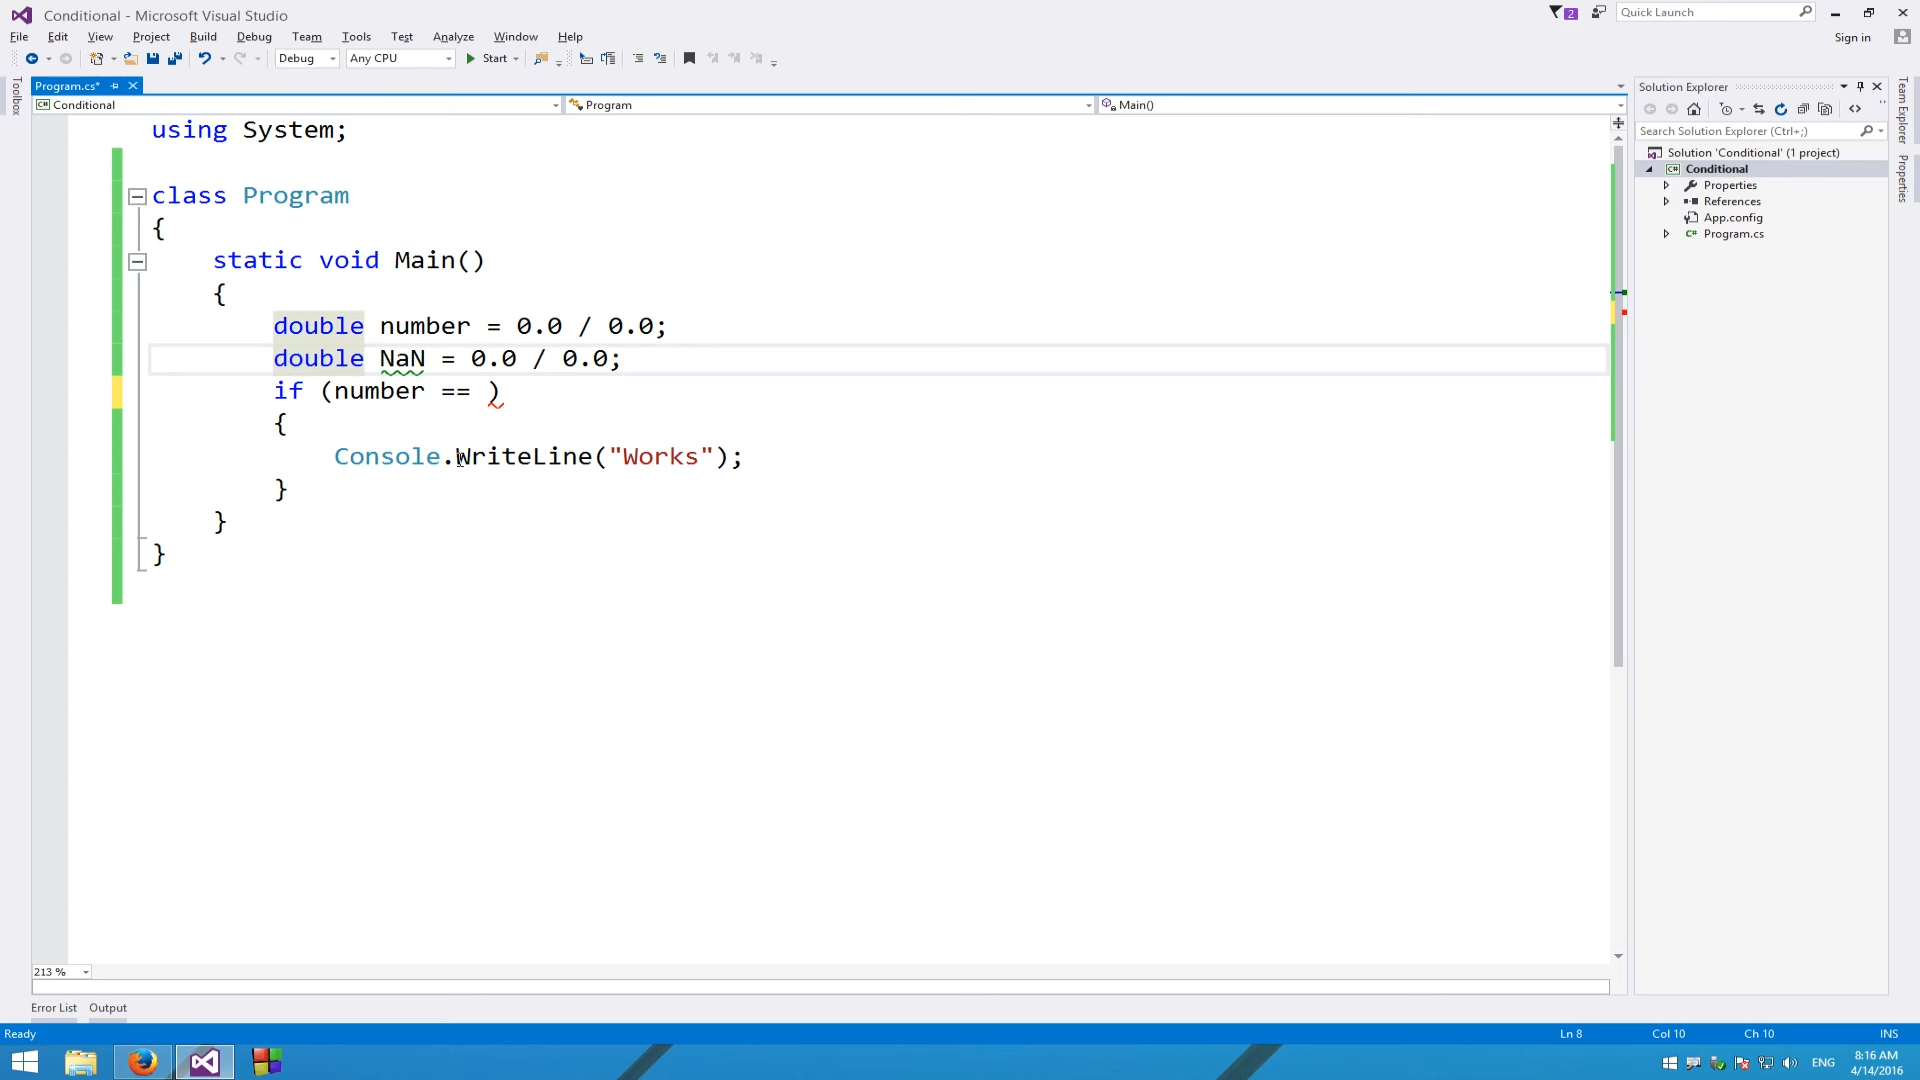 Conditional - Microsoft Visual Studio
2
Quick Launch
File Edit View Project Build Debug Team Tools Test Analyze Window Help
Sign in
Debug
Any CPU
Start
Toolbox
Program.cs*
Conditional
Program
Main()
using System;
class Program
{
static void Main()
{
double number = 0.0 / 0.0;
double NaN = 0.0 / 0.0;
if (number == )
{
Console.WriteLine("Works");
}
}
}
213 %
Error List Output
Solution Explorer
Search Solution Explorer (Ctrl+;)
Solution 'Conditional' (1 project)
C# Conditional
Properties
References
App.config
C# Program.cs
Team Explorer
Properties
Ready
Ln 8
Col 10
Ch 10
INS
ENG
8:16 AM
4/14/2016